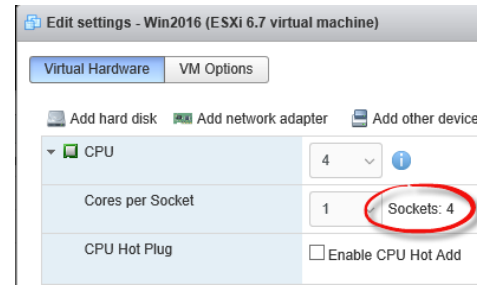 Edit settings - Win2016 (ESXi 6.7 virtual machine)
Virtual Hardware VM Options
Add hard disk Add network adapter Add other device
CPU 4
Cores per Socket 1 Sockets: 4
CPU Hot Plug Enable CPU Hot Add